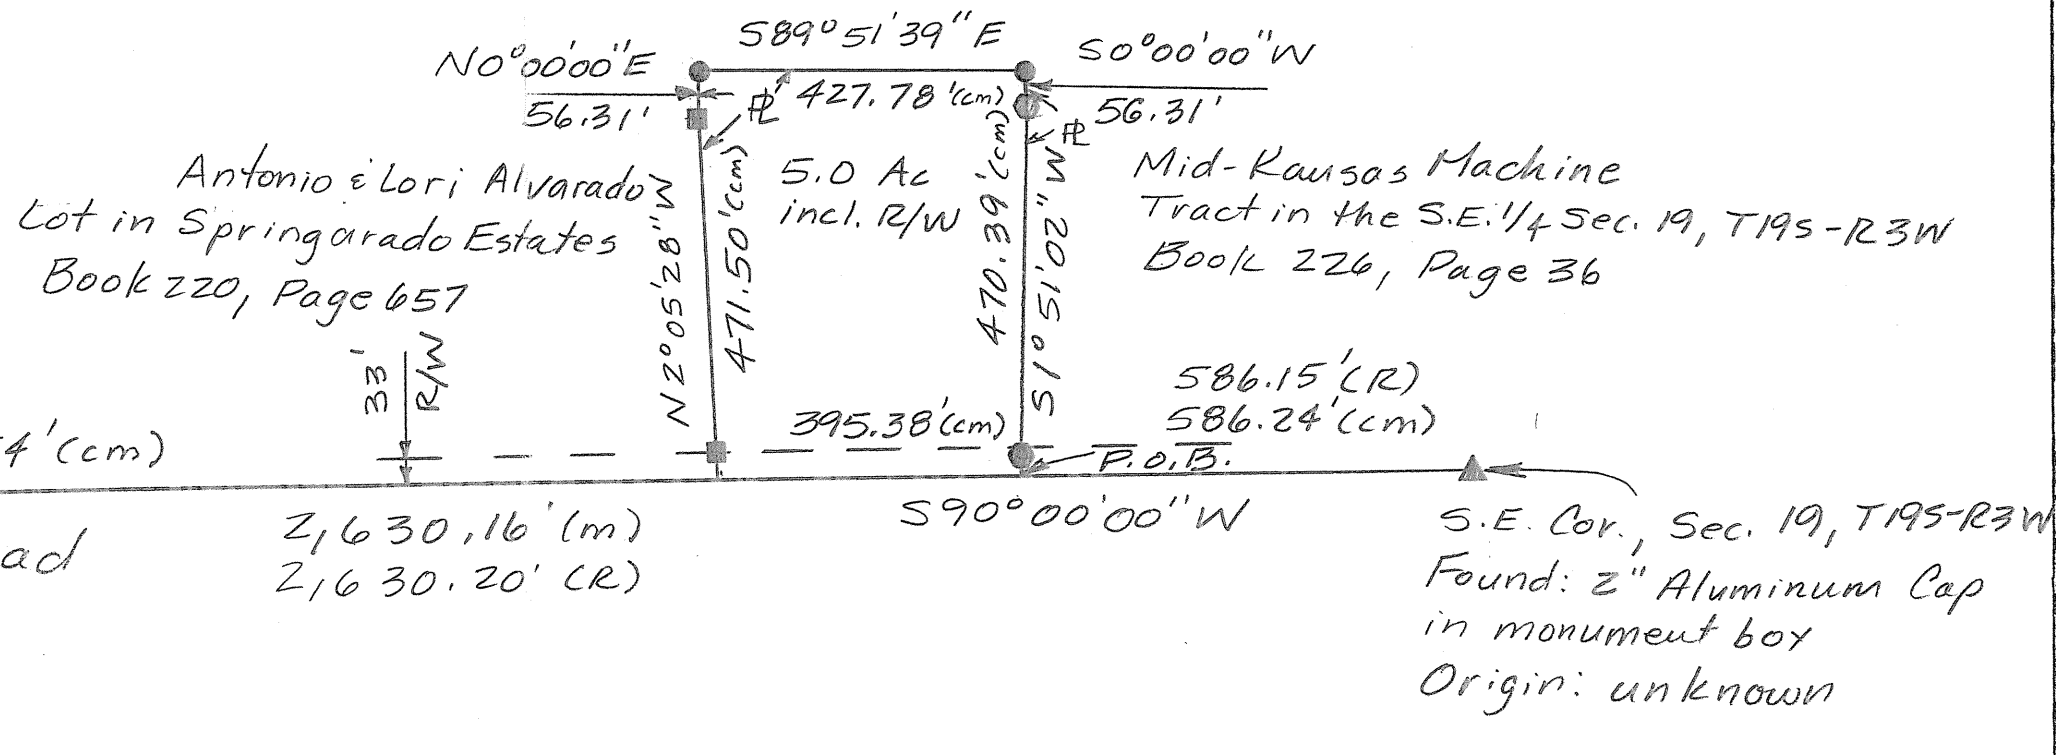 S89°51'39"E
N0°00'00"E
S0°00'00"W
427.78'(cm)
56.31'
56.31'
PL
PL
Antonio & Lori Alvarado
Lot in Springarado Estates
Book 220, Page 657
5.0 Ac
incl. R/W
Mid-Kansas Machine
Tract in the S.E. 1/4 Sec. 19, T19S-R3W
Book 226, Page 36
N2°05'28"W
471.50'(cm)
470.39'(cm)
S1°51'02"W
33'
R/W
586.15'(R)
586.24'(cm)
395.38'(cm)
4'(cm)
P.O.B.
S90°00'00"W
2,630.16'(m)
2,630.20'(R)
ad
S.E. Cor., Sec. 19, T19S-R3W
Found: 2" Aluminum Cap
in monument box
Origin: unknown